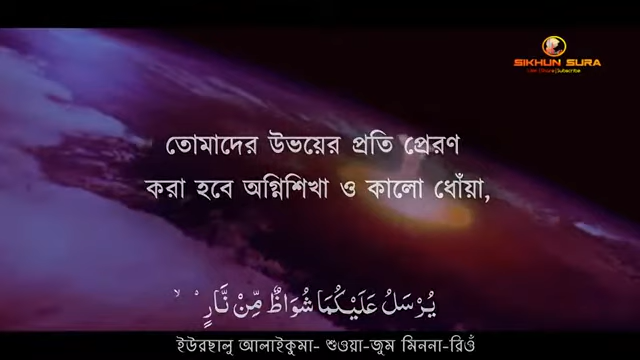 SIKHUN SURA
তোমাদের উভয়ের প্রতি প্রেরণ
করা হবে অগ্নিশিখা ও কালো ধোঁয়া,
يُرْسَلُ عَلَيْكُمَا شُوَاظٌ مِّنْ نَّارٍ ۙ
ইউরছালু আলাইকুমা- শুওয়া-জুম মিননা-রিওঁ